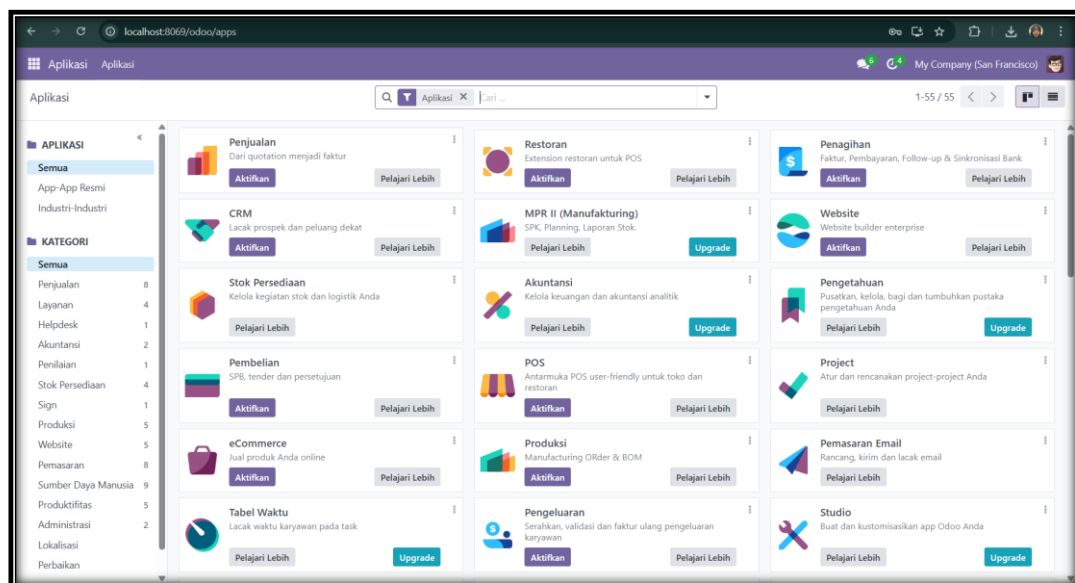 localhost:8069/odoo/apps
Aplikasi Aplikasi
6 4 My Company (San Francisco)
Aplikasi
Aplikasi × Cari ...
1-55 / 55
APLIKASI
Semua
App-App Resmi
Industri-Industri
KATEGORI
Semua
Penjualan 8
Layanan 4
Helpdesk 1
Akuntansi 2
Penilaian 1
Stok Persediaan 4
Sign 1
Produksi 5
Website 5
Pemasaran 8
Sumber Daya Manusia 9
Produktifitas 5
Administrasi 2
Lokalisasi
Perbaikan
Penjualan
Dari quotation menjadi faktur
Aktifkan Pelajari Lebih
Restoran
Extension restoran untuk POS
Aktifkan Pelajari Lebih
Penagihan
Faktur, Pembayaran, Follow-up & Sinkronisasi Bank
Aktifkan Pelajari Lebih
CRM
Lacak prospek dan peluang dekat
Aktifkan Pelajari Lebih
MPR II (Manufakturing)
SPK, Planning, Laporan Stok.
Pelajari Lebih Upgrade
Website
Website builder enterprise
Aktifkan Pelajari Lebih
Stok Persediaan
Kelola kegiatan stok dan logistik Anda
Pelajari Lebih
Akuntansi
Kelola keuangan dan akuntansi analitik
Pelajari Lebih Upgrade
Pengetahuan
Pusatkan, kelola, bagi dan tumbuhkan pustaka
pengetahuan Anda
Pelajari Lebih Upgrade
Pembelian
SPB, tender dan persetujuan
Aktifkan Pelajari Lebih
POS
Antarmuka POS user-friendly untuk toko dan
restoran
Aktifkan Pelajari Lebih
Project
Atur dan rencanakan project-project Anda
Pelajari Lebih
eCommerce
Jual produk Anda online
Aktifkan Pelajari Lebih
Produksi
Manufacturing ORder & BOM
Aktifkan Pelajari Lebih
Pemasaran Email
Rancang, kirim dan lacak email
Pelajari Lebih
Tabel Waktu
Lacak waktu karyawan pada task
Pelajari Lebih Upgrade
Pengeluaran
Serahkan, validasi dan faktur ulang pengeluaran
karyawan
Aktifkan Pelajari Lebih
Studio
Buat dan kustomisasikan app Odoo Anda
Pelajari Lebih Upgrade